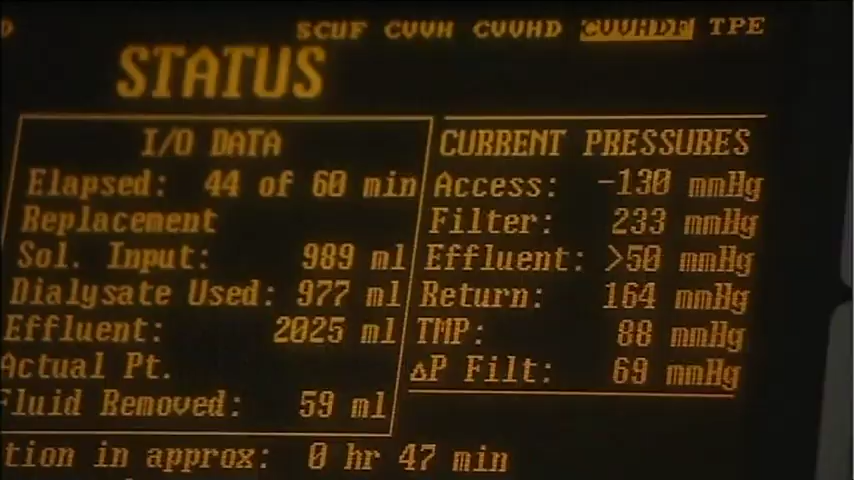 SCUF CVVH CVVHD CVVHDF TPE
STATUS
I/O DATA
Elapsed: 44 of 60 min
Replacement
Sol. Input: 989 ml
Dialysate Used: 977 ml
Effluent: 2025 ml
Actual Pt.
Fluid Removed: 59 ml
CURRENT PRESSURES
Access: -130 mmHg
Filter: 233 mmHg
Effluent: >50 mmHg
Return: 164 mmHg
TMP: 88 mmHg
ΔP Filt: 69 mmHg
tion in approx: 0 hr 47 min